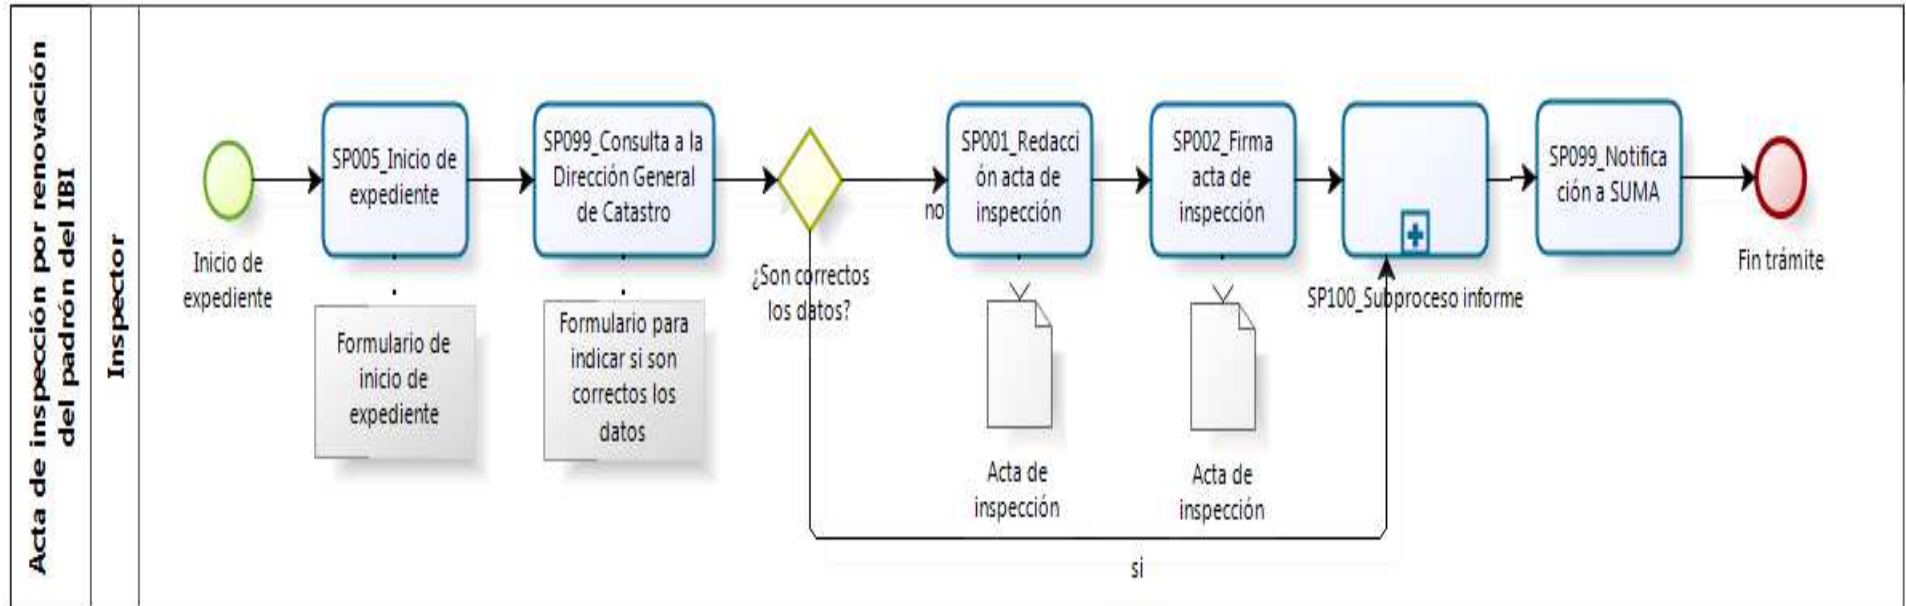 Acta de inspección por renovación
del padrón del IBI
Inspector
Inicio de
expediente
SP005_Inicio de
expediente
Formulario de
inicio de
expediente
SP099_Consulta a la
Dirección General
de Catastro
Formulario para
indicar si son
correctos los
datos
¿Son correctos
los datos?
no
si
SP001_Redacci
ón acta de
inspección
Acta de
inspección
SP002_Firma
acta de
inspección
Acta de
inspección
SP100_Subproceso informe
SP099_Notifica
ción a SUMA
Fin trámite